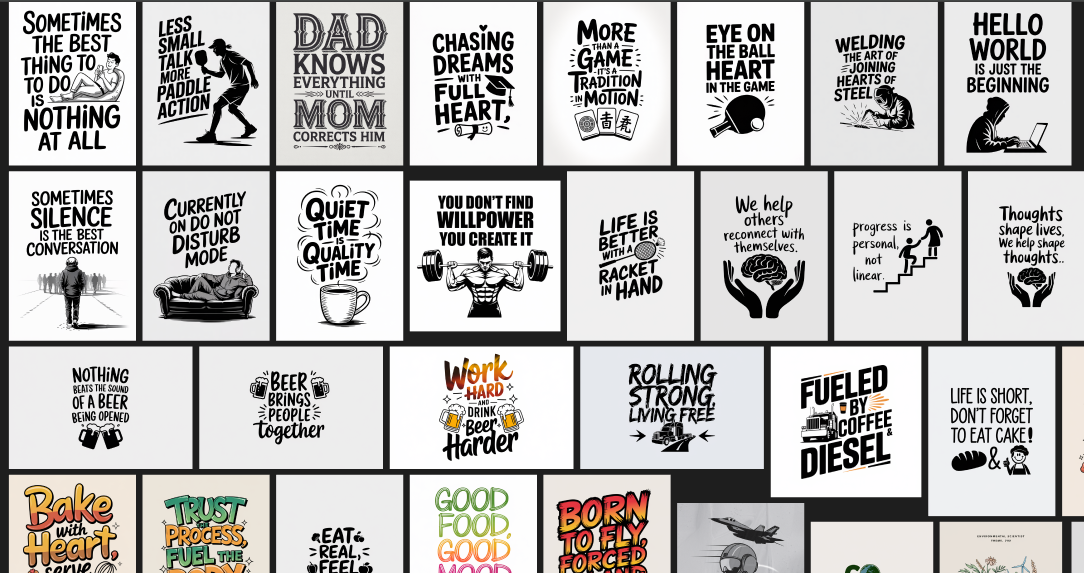 SOMETIMES
THE BEST
THING TO
TO DO
IS
NOTHING
AT ALL
LESS
SMALL
TALK
MORE
PADDLE
ACTION
DAD
KNOWS
EVERYTHING
UNTIL
MOM
CORRECTS HIM
CHASING
DREAMS
WITH
FULL
HEART,
MORE
THAN A
GAME
IT'S A
TRADITION
IN MOTION
EYE ON
THE BALL
HEART
IN THE GAME
WELDING
THE ART OF
JOINING
HEARTS OF
STEEL
HELLO
WORLD
IS JUST THE
BEGINNING
SOMETIMES
SILENCE
IS THE BEST
CONVERSATION
CURRENTLY
ON DO NOT
DISTURB
MODE
QUIET
TIME
IS
QUALITY
TIME
YOU DON'T FIND
WILLPOWER
YOU CREATE IT
LIFE IS
BETTER
WITH A
RACKET
IN HAND
We help
others
reconnect with
themselves.
progress is
personal,
not
linear.
Thoughts
shape lives,
We help shape
thoughts..
NOTHING
BEATS THE SOUND
OF A BEER
BEING OPENED
BEER
BRINGS
PEOPLE
together
Work
HARD
AND
DRINK
Beer
Harder
ROLLING
STRONG,
LIVING FREE
FUELED
BY
COFFEE
&
DIESEL
LIFE IS SHORT,
DON'T FORGET
TO EAT CAKE!
&
Bake
with
Heart,
serve
TRUST
THE
PROCESS,
FUEL THE
BODY
EAT
REAL,
FEEL
GOOD
FOOD,
GOOD
MOOD
BORN
TO FLY,
FORCED
ENVIRONMENTAL SCIENTIST